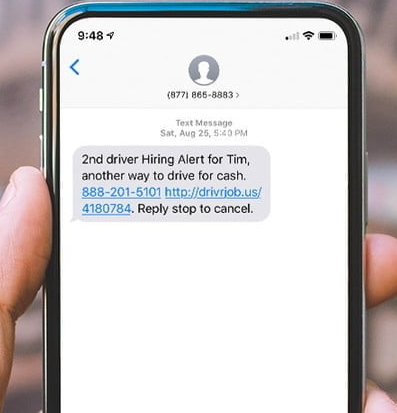 9:48
(877) 865-8883 >
Text Message
Sat, Aug 25, 5:40 PM
2nd driver Hiring Alert for Tim,
another way to drive for cash.
888-201-5101 http://drivrjob.us/
4180784. Reply stop to cancel.